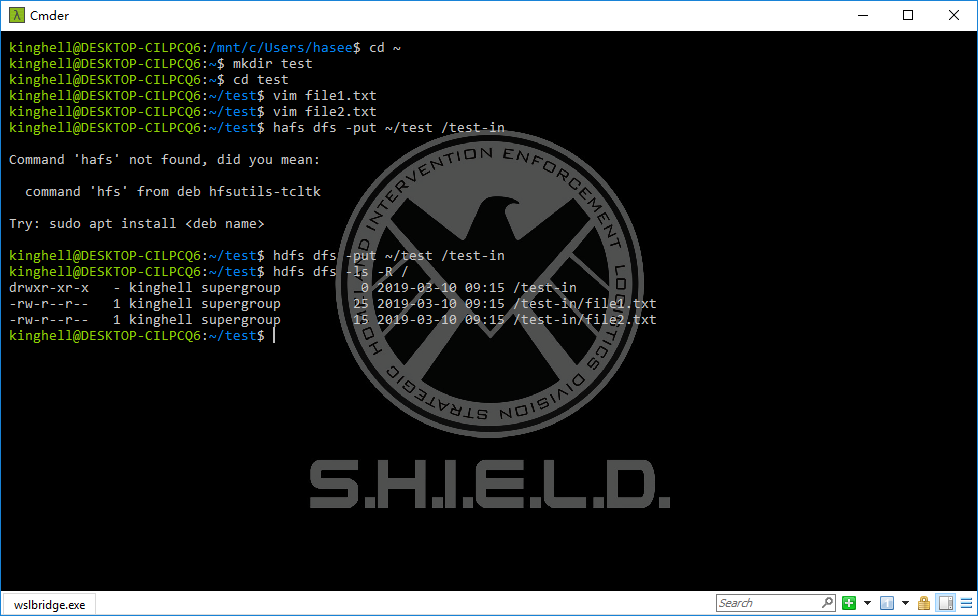 Cmder
kinghell@DESKTOP-CILPCQ6:/mnt/c/Users/hasee$ cd ~
kinghell@DESKTOP-CILPCQ6:~$ mkdir test
kinghell@DESKTOP-CILPCQ6:~$ cd test
kinghell@DESKTOP-CILPCQ6:~/test$ vim file1.txt
kinghell@DESKTOP-CILPCQ6:~/test$ vim file2.txt
kinghell@DESKTOP-CILPCQ6:~/test$ hafs dfs -put ~/test /test-in
Command 'hafs' not found, did you mean:
command 'hfs' from deb hfsutils-tcltk
Try: sudo apt install <deb name>
kinghell@DESKTOP-CILPCQ6:~/test$ hdfs dfs -put ~/test /test-in
kinghell@DESKTOP-CILPCQ6:~/test$ hdfs dfs -ls -R /
drwxr-xr-x   - kinghell supergroup          0 2019-03-10 09:15 /test-in
-rw-r--r--   1 kinghell supergroup         25 2019-03-10 09:15 /test-in/file1.txt
-rw-r--r--   1 kinghell supergroup         15 2019-03-10 09:15 /test-in/file2.txt
kinghell@DESKTOP-CILPCQ6:~/test$
STRATEGIC HOMELAND INTERVENTION ENFORCEMENT LOGISTICS DIVISION
S.H.I.E.L.D.
wslbridge.exe
Search